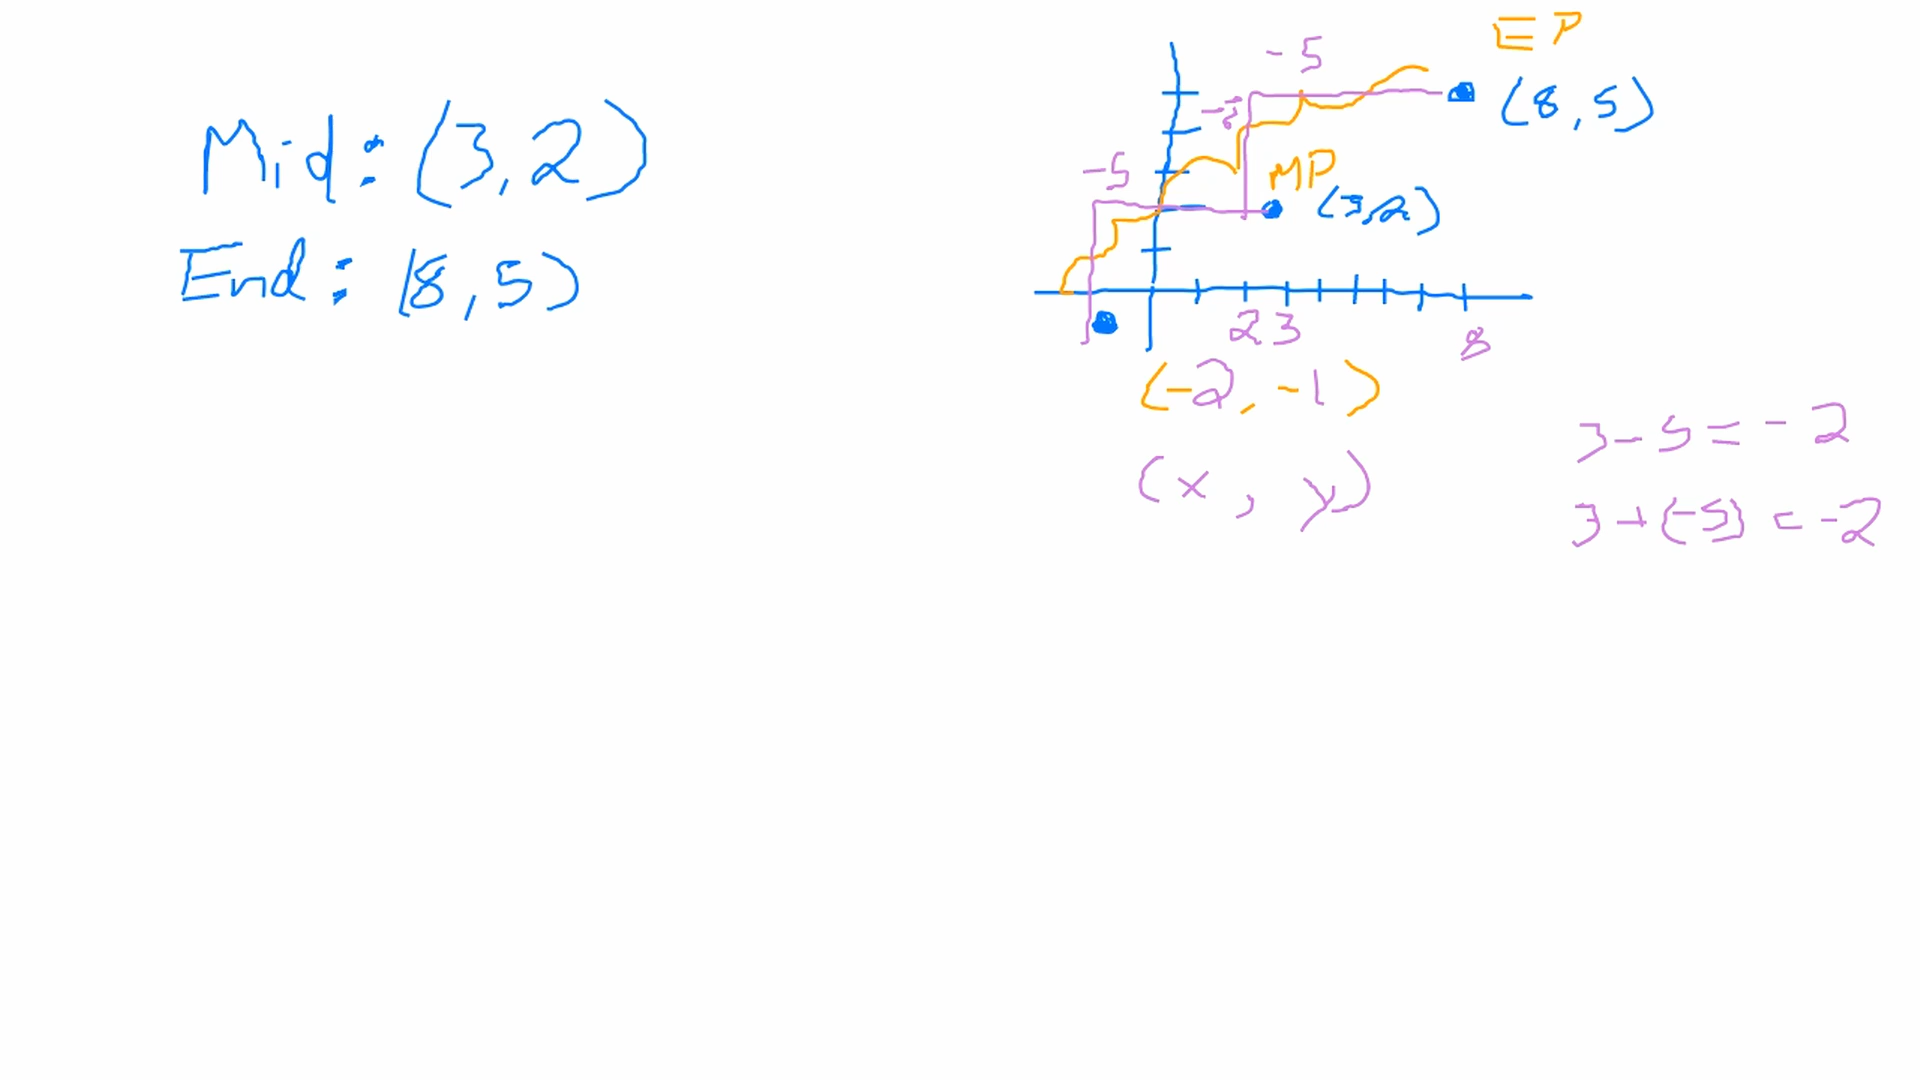 Mid: (3,2)
End: (8,5)
EP
-5
(8,5)
-5
MP
(3,2)
2 3
8
(-2, -1)
(x, y)
3-5=-2
3+(-5)=-2